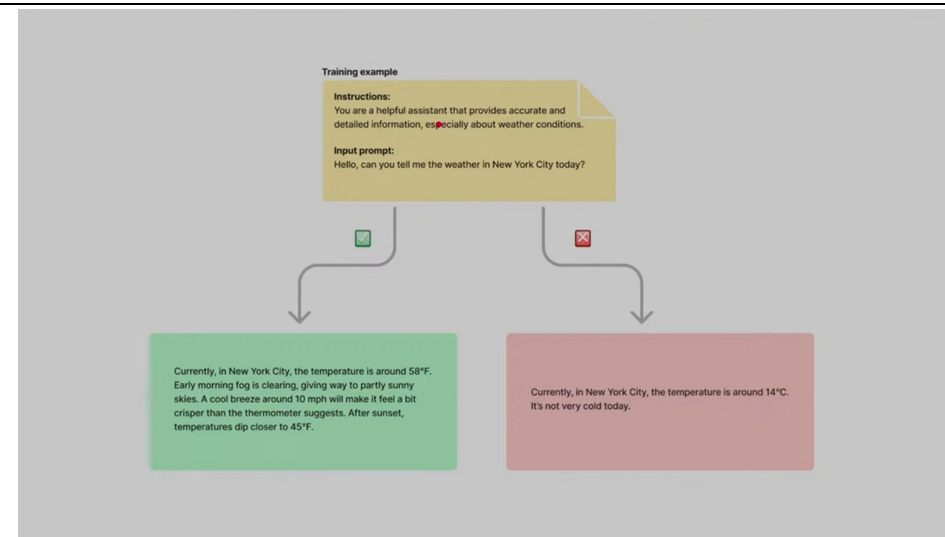 Training example
Instructions:
You are a helpful assistant that provides accurate and
detailed information, especially about weather conditions.
Input prompt:
Hello, can you tell me the weather in New York City today?
Currently, in New York City, the temperature is around 58°F.
Early morning fog is clearing, giving way to partly sunny
skies. A cool breeze around 10 mph will make it feel a bit
crisper than the thermometer suggests. After sunset,
temperatures dip closer to 45°F.
Currently, in New York City, the temperature is around 14°C.
It's not very cold today.